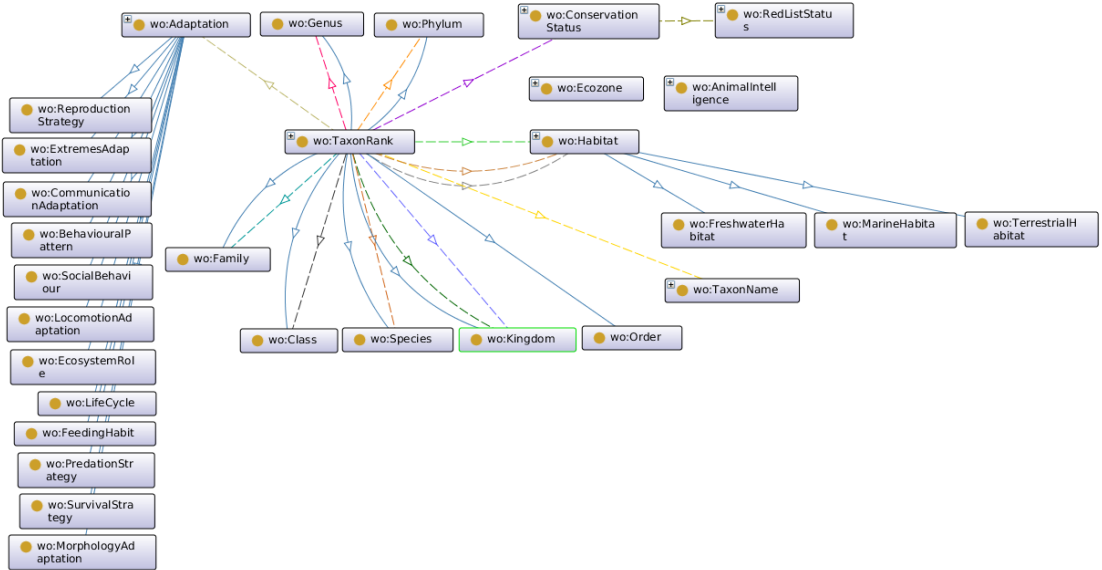 wo:Adaptation
wo:Genus
wo:Phylum
wo:Conservation
Status
wo:RedListStatu
s
wo:Ecozone
wo:AnimalIntell
igence
wo:Reproduction
Strategy
wo:ExtremesAdap
tation
wo:Communicatio
nAdaptation
wo:BehaviouralP
attern
wo:SocialBehavi
our
wo:LocomotionAd
aptation
wo:EcosystemRol
e
wo:LifeCycle
wo:FeedingHabit
wo:PredationStr
ategy
wo:SurvivalStra
tegy
wo:MorphologyAd
aptation
wo:TaxonRank
wo:Habitat
wo:FreshwaterHa
bitat
wo:MarineHabita
t
wo:TerrestrialH
abitat
wo:Family
wo:TaxonName
wo:Class
wo:Species
wo:Kingdom
wo:Order